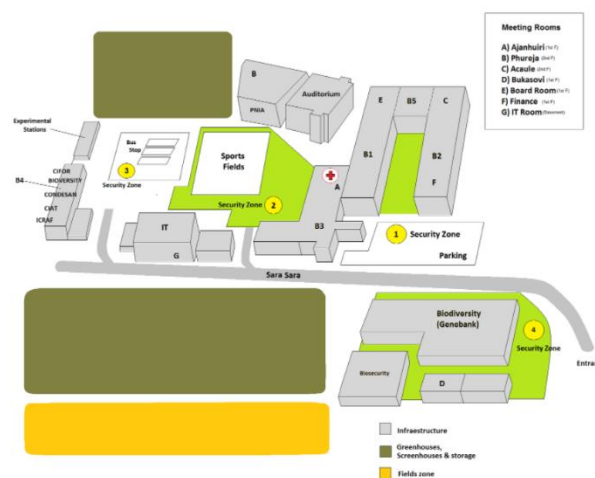 Meeting Rooms
A) Ajanhuiri (1st F)
B) Phureja (2nd F)
C) Acaule (2nd F)
D) Bukasovi (1st F)
E) Board Room (1st F)
F) Finance (1st F)
G) IT Room (Basement)
B
PNIA
Auditorium
E
B5
C
Experimental
Stations
Bus
Stop
3
Security Zone
Sports
Fields
B1
B2
F
B4
CIFOR
BIODVERSITY
CONDESAN
CIAT
ICRAF
A
Security Zone
2
B3
1
Security Zone
Parking
IT
G
Sara Sara
Biodiversity
(Genebank)
4
Security Zone
Entra
Biosecurity
D
Infraestructure
Greenhouses,
Screenhouses & storage
Fields zone